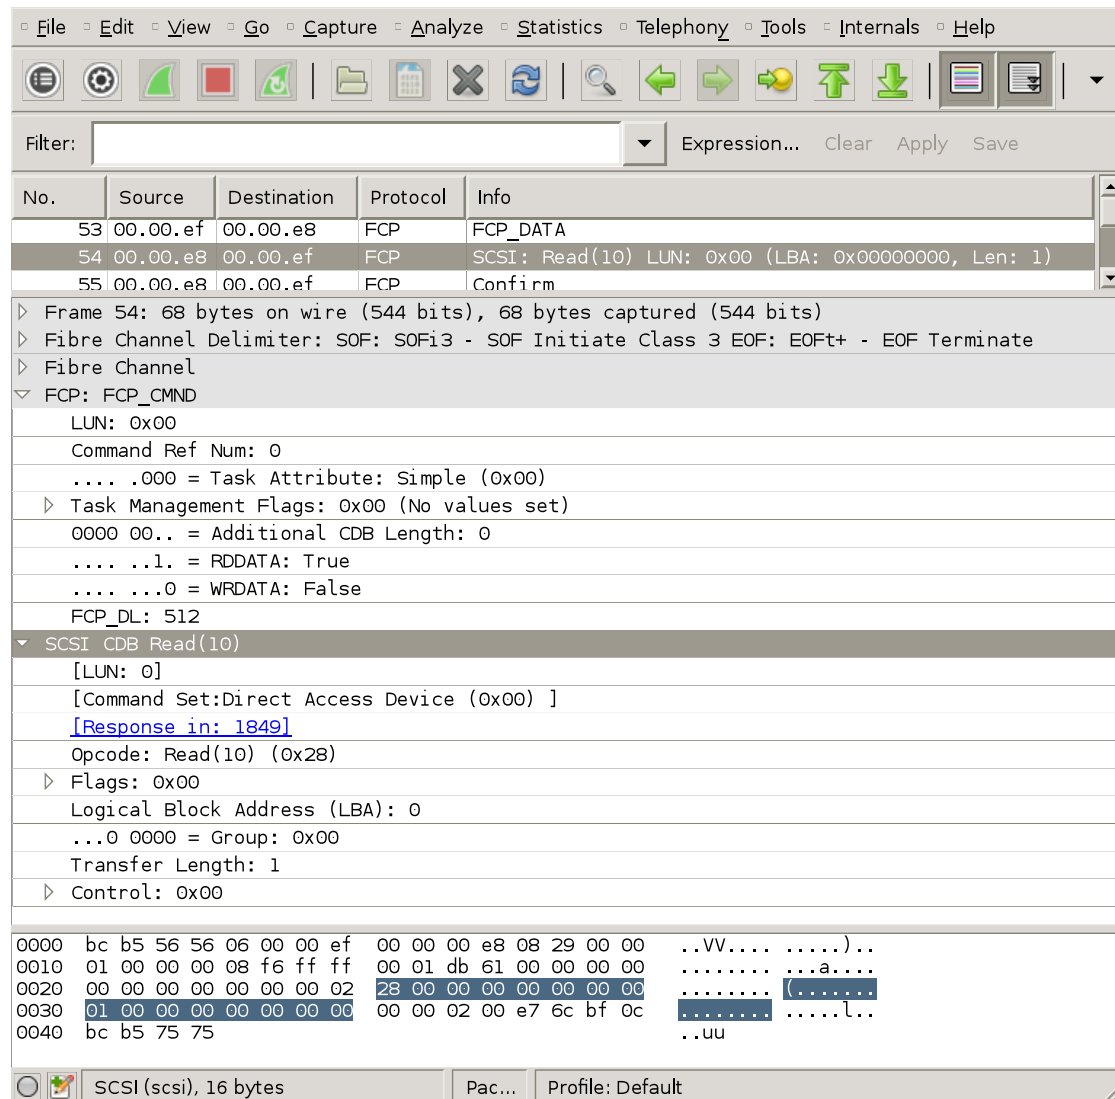 File Edit View Go Capture Analyze Statistics Telephony Tools Internals Help
Filter: Expression... Clear Apply Save
No. Source Destination Protocol Info
53 00.00.ef 00.00.e8 FCP FCP_DATA
54 00.00.e8 00.00.ef FCP SCSI: Read(10) LUN: 0x00 (LBA: 0x00000000, Len: 1)
55 00.00.e8 00.00.ef FCP Confirm
Frame 54: 68 bytes on wire (544 bits), 68 bytes captured (544 bits)
Fibre Channel Delimiter: SOF: SOFi3 - SOF Initiate Class 3 EOF: EOFt+ - EOF Terminate
Fibre Channel
FCP: FCP_CMND
LUN: 0x00
Command Ref Num: 0
.... .000 = Task Attribute: Simple (0x00)
Task Management Flags: 0x00 (No values set)
0000 00.. = Additional CDB Length: 0
.... ..1. = RDDATA: True
.... ...0 = WRDATA: False
FCP_DL: 512
SCSI CDB Read(10)
[LUN: 0]
[Command Set:Direct Access Device (0x00) ]
[Response in: 1849]
Opcode: Read(10) (0x28)
Flags: 0x00
Logical Block Address (LBA): 0
...0 0000 = Group: 0x00
Transfer Length: 1
Control: 0x00
0000 bc b5 56 56 06 00 00 ef 00 00 00 e8 08 29 00 00 ..VV.... .....)..
0010 01 00 00 00 08 f6 ff ff 00 01 db 61 00 00 00 00 ........ ...a....
0020 00 00 00 00 00 00 00 02 28 00 00 00 00 00 00 00 ........ (.......
0030 01 00 00 00 00 00 00 00 00 00 02 00 e7 6c bf 0c ........ .....l..
0040 bc b5 75 75 ..uu
SCSI (scsi), 16 bytes Pac... Profile: Default